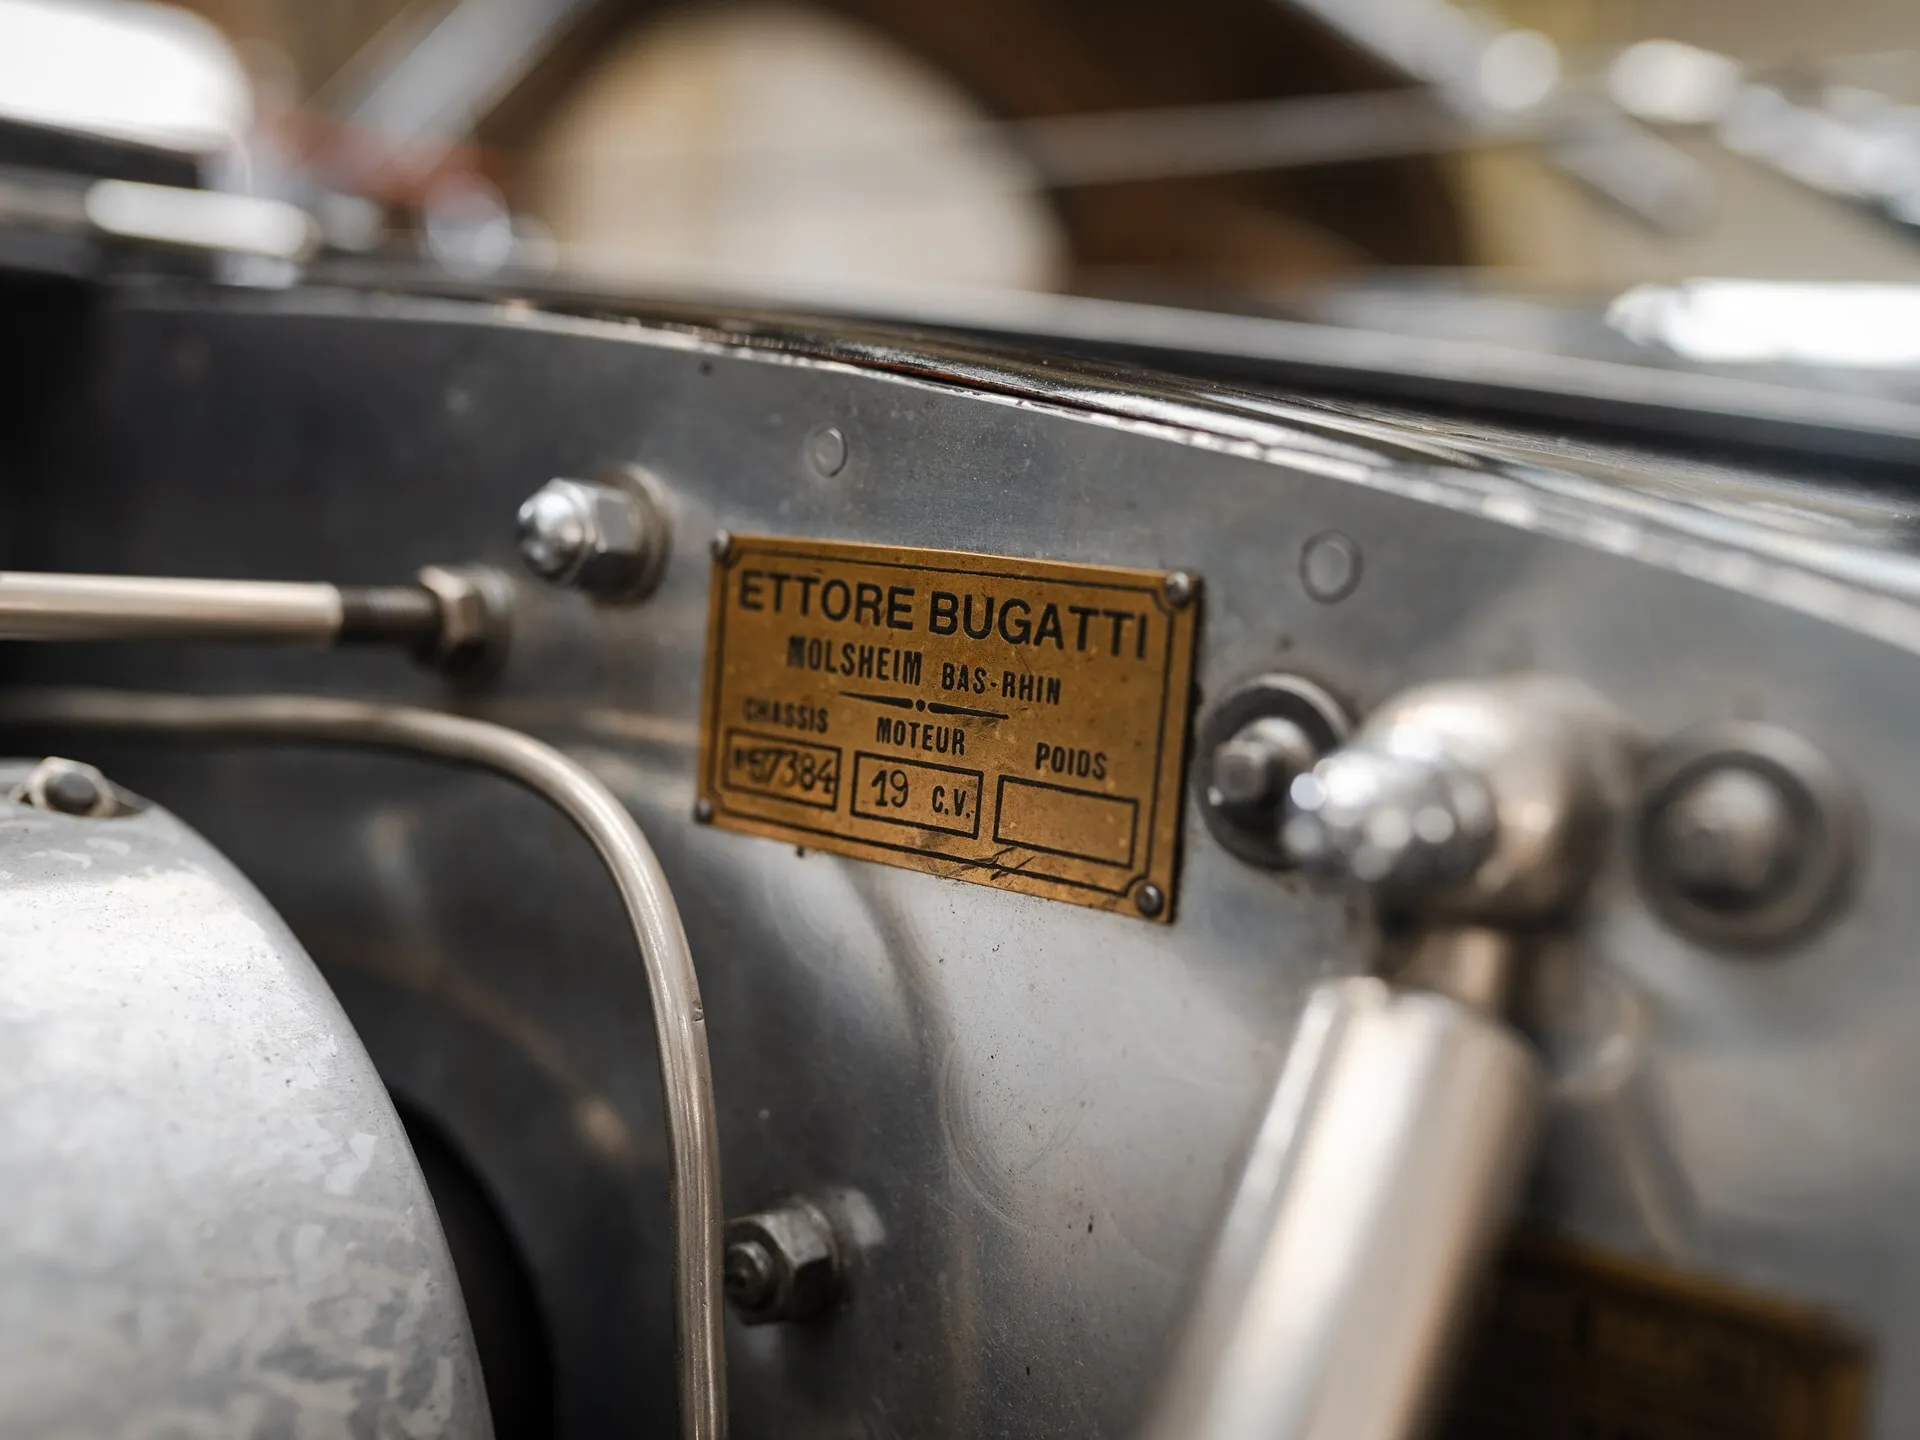 ETTORE BUGATTI
MOLSHEIM BAS-RHIN
CHASSIS MOTEUR POIDS
57384 19 C.V.